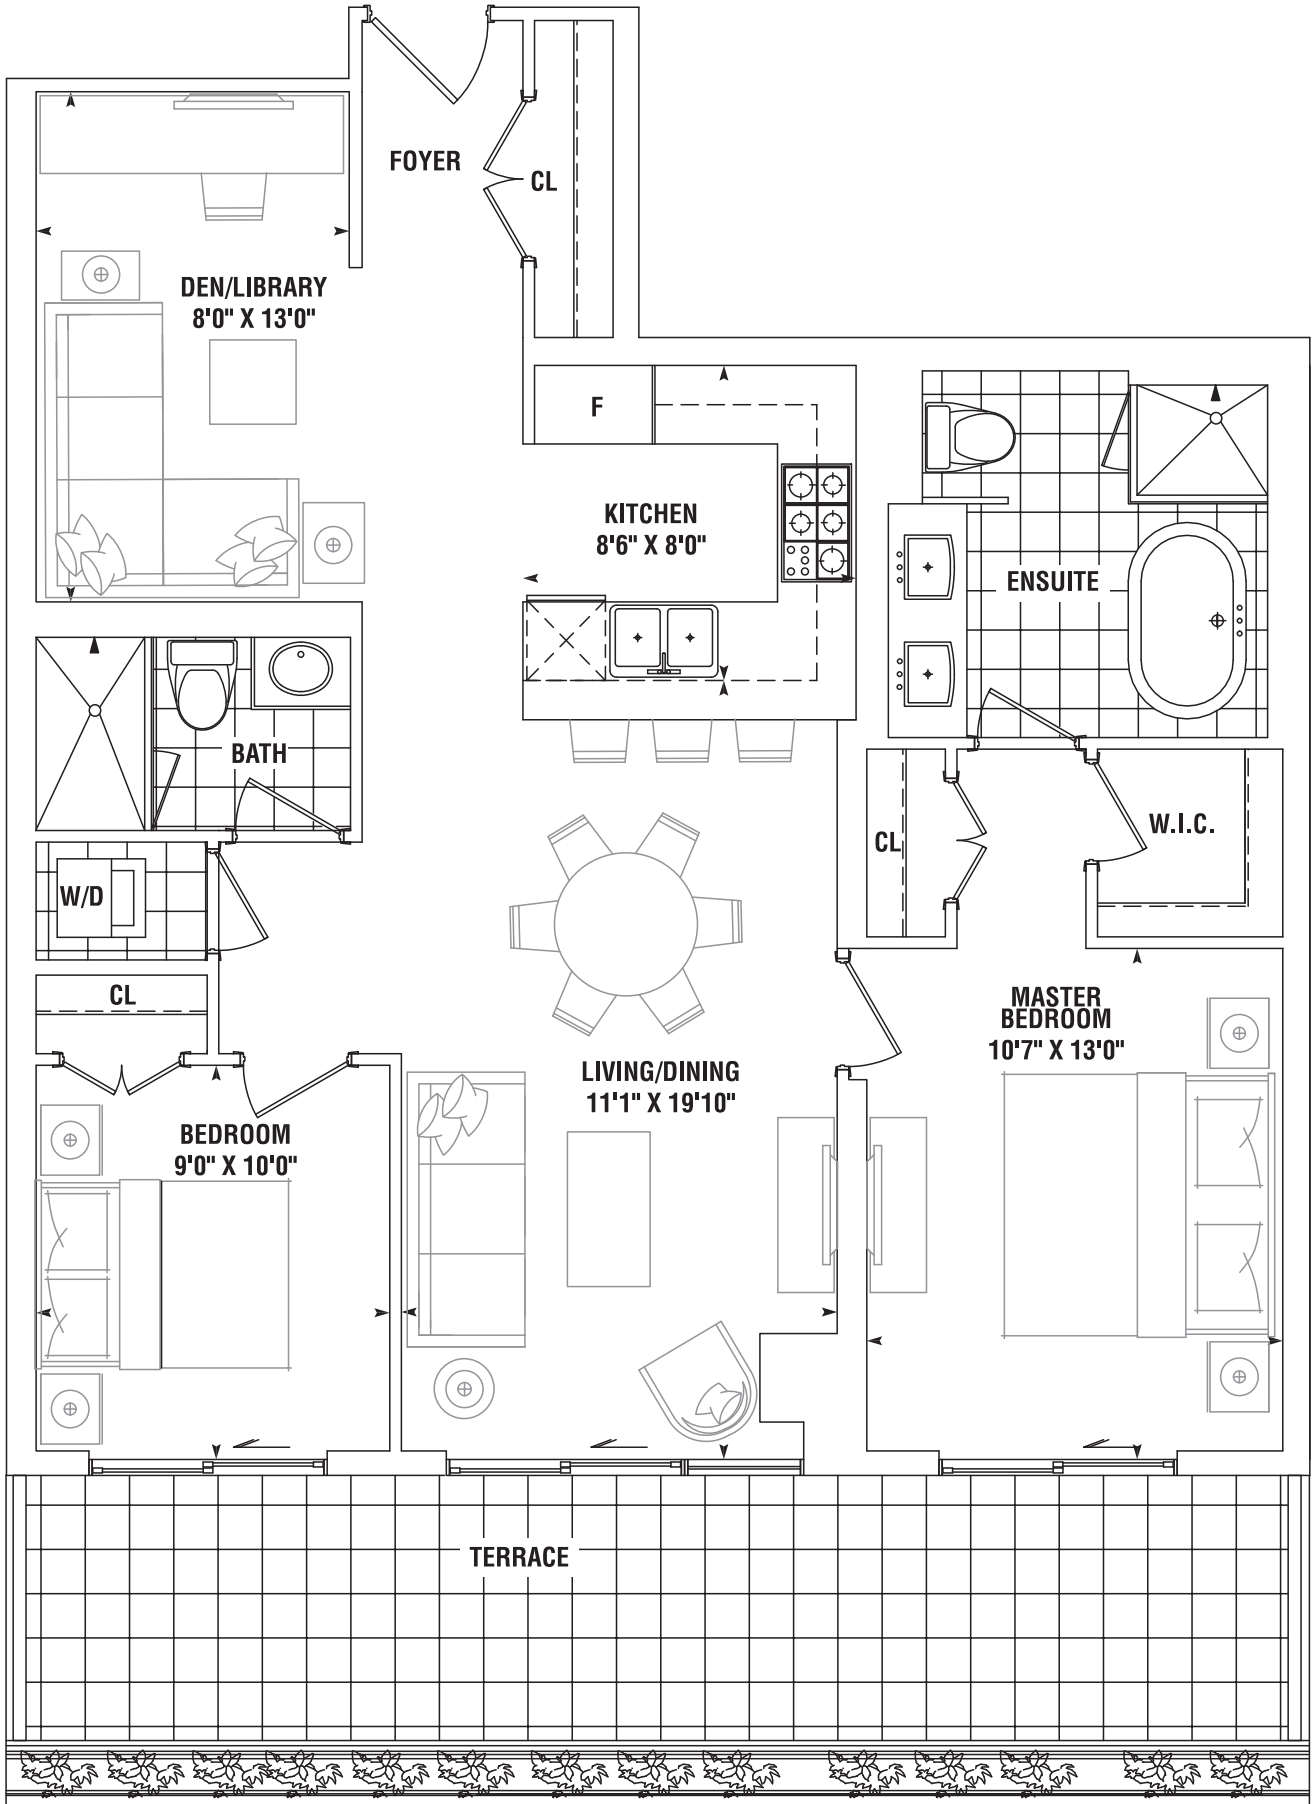 FOYER
CL
DEN/LIBRARY
8'0" X 13'0"
F
KITCHEN
8'6" X 8'0"
ENSUITE
BATH
CL
W.I.C.
W/D
CL
MASTER
BEDROOM
10'7" X 13'0"
LIVING/DINING
11'1" X 19'10"
BEDROOM
9'0" X 10'0"
TERRACE